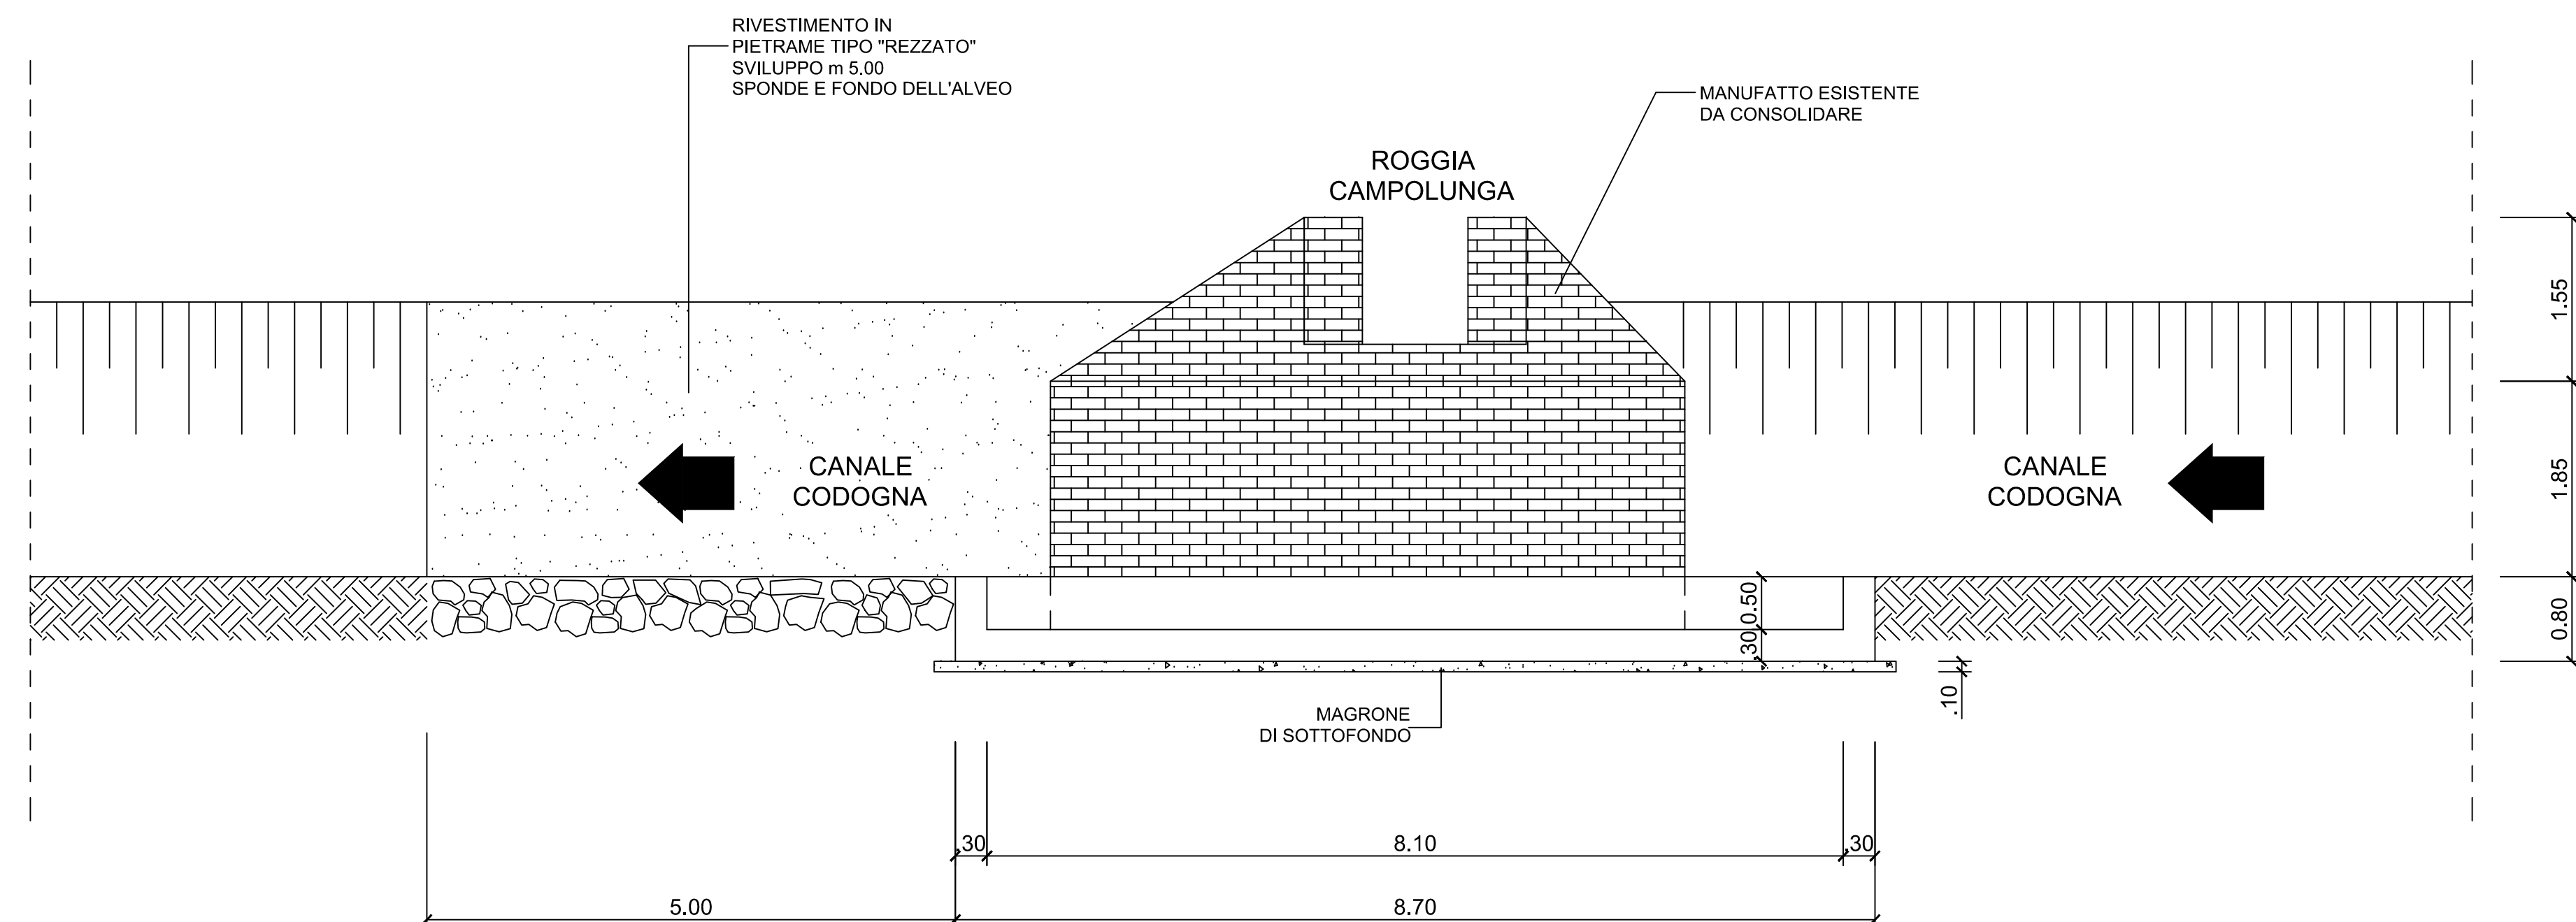 RIVESTIMENTO IN
PIETRAME TIPO "REZZATO"
SVILUPPO m 5.00
SPONDE E FONDO DELL'ALVEO
MANUFATTO ESISTENTE
DA CONSOLIDARE
ROGGIA
CAMPOLUNGA
1.55
CANALE
CODOGNA
CANALE
CODOGNA
1.85
0.50
.30
0.80
.10
MAGRONE
DI SOTTOFONDO
.30
8.10
.30
5.00
8.70